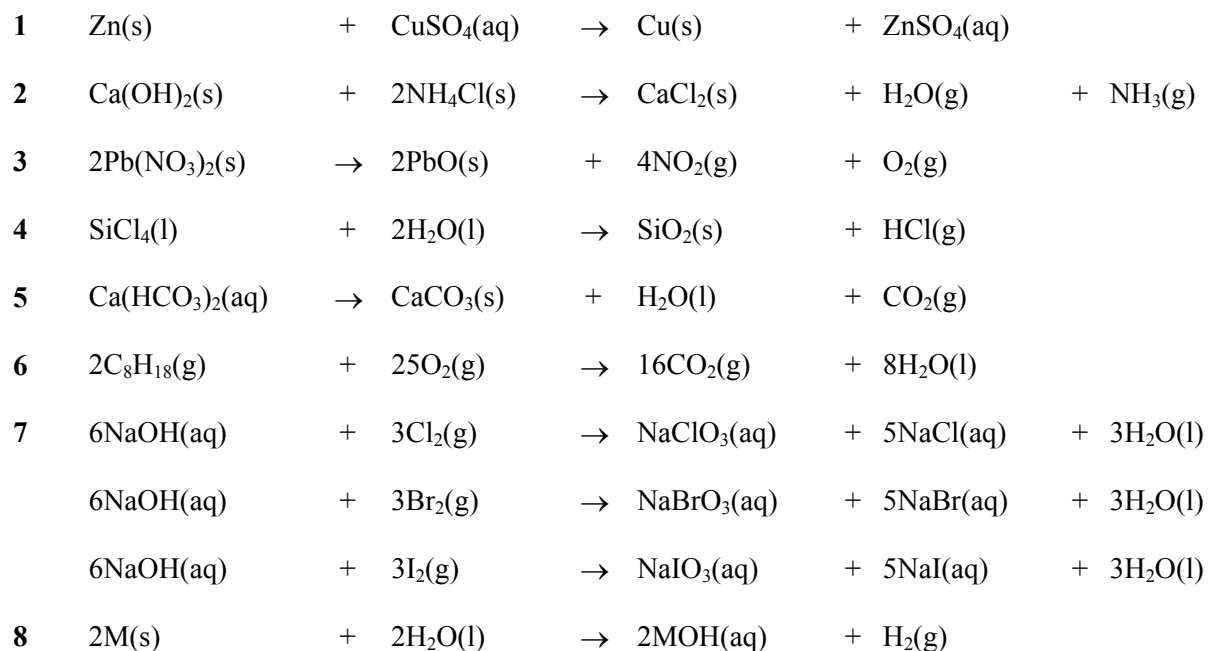 1 Zn(s) + CuSO₄(aq) → Cu(s) + ZnSO₄(aq)
2 Ca(OH)₂(s) + 2NH₄Cl(s) → CaCl₂(s) + H₂O(g) + NH₃(g)
3 2Pb(NO₃)₂(s) → 2PbO(s) + 4NO₂(g) + O₂(g)
4 SiCl₄(l) + 2H₂O(l) → SiO₂(s) + HCl(g)
5 Ca(HCO₃)₂(aq) → CaCO₃(s) + H₂O(l) + CO₂(g)
6 2C₈H₁₈(g) + 25O₂(g) → 16CO₂(g) + 8H₂O(l)
7 6NaOH(aq) + 3Cl₂(g) → NaClO₃(aq) + 5NaCl(aq) + 3H₂O(l)
6NaOH(aq) + 3Br₂(g) → NaBrO₃(aq) + 5NaBr(aq) + 3H₂O(l)
6NaOH(aq) + 3I₂(g) → NaIO₃(aq) + 5NaI(aq) + 3H₂O(l)
8 2M(s) + 2H₂O(l) → 2MOH(aq) + H₂(g)